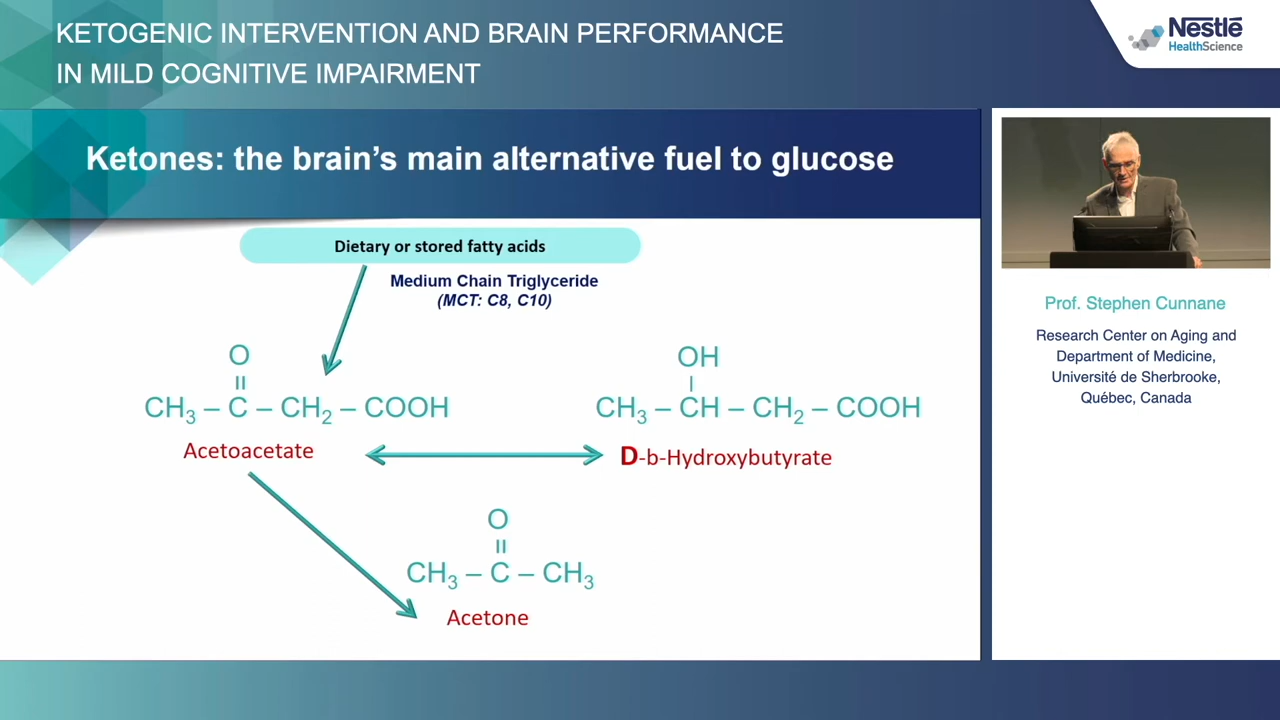 KETOGENIC INTERVENTION AND BRAIN PERFORMANCE
IN MILD COGNITIVE IMPAIRMENT
Nestlé
HealthScience
Ketones: the brain's main alternative fuel to glucose
Dietary or stored fatty acids
Medium Chain Triglyceride
(MCT: C8, C10)
O
CH₃ – C – CH₂ – COOH
Acetoacetate
OH
CH₃ – CH – CH₂ – COOH
D-b-Hydroxybutyrate
O
CH₃ – C – CH₃
Acetone
Prof. Stephen Cunnane
Research Center on Aging and
Department of Medicine,
Université de Sherbrooke,
Québec, Canada